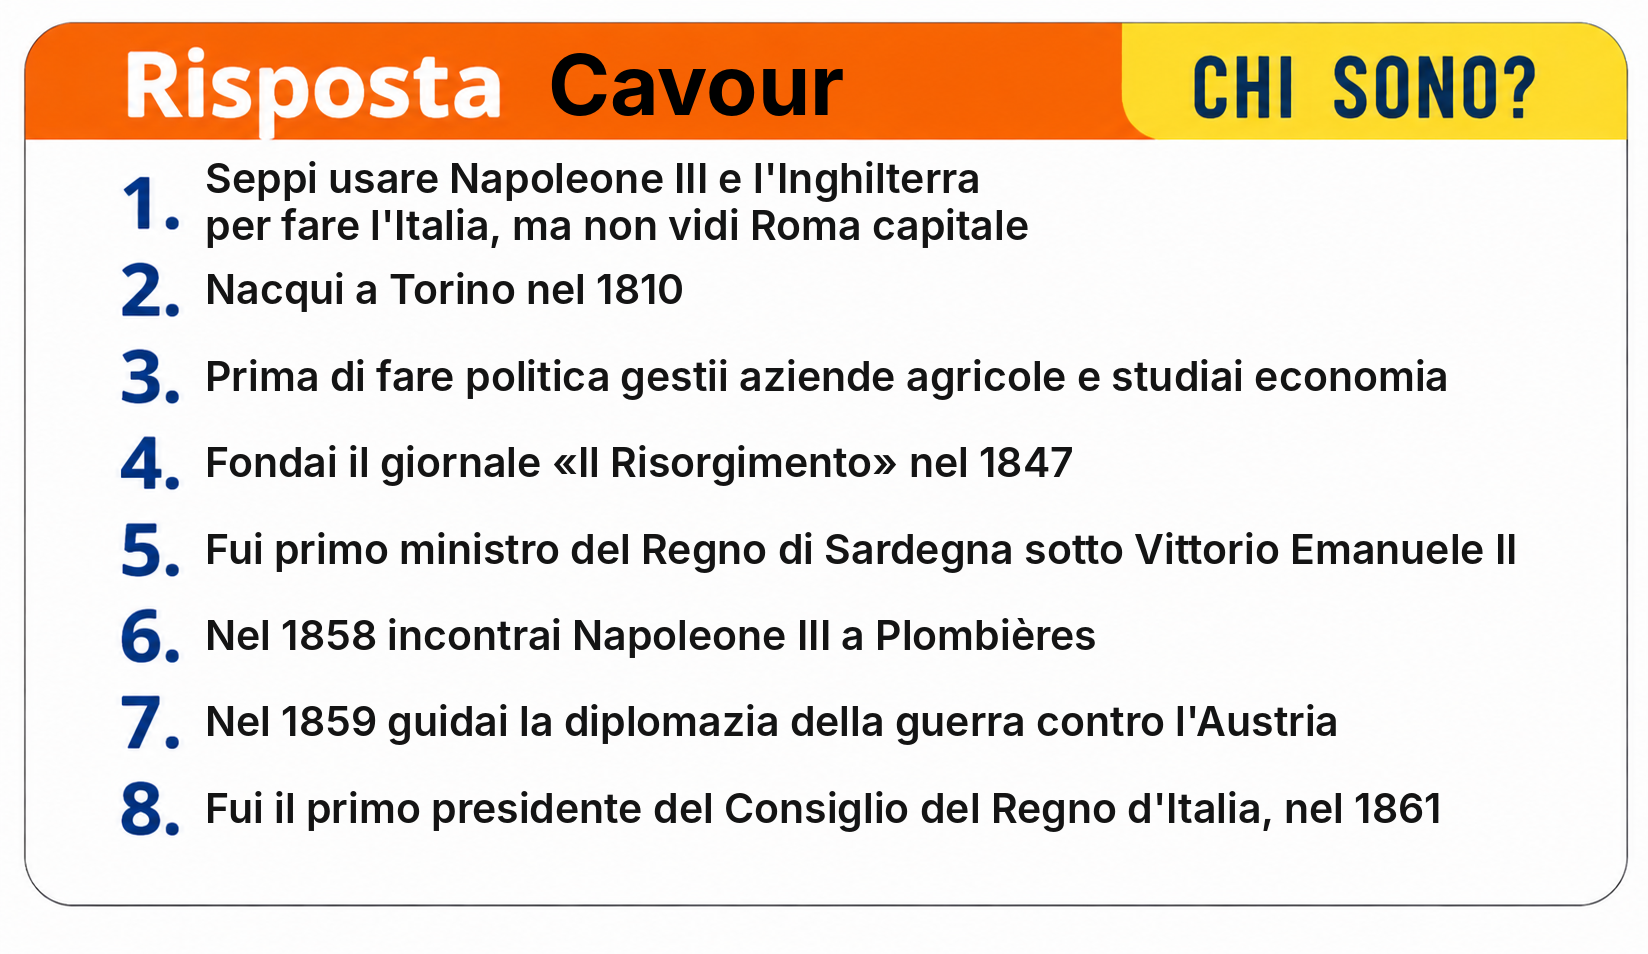 Risposta Cavour CHI SONO?
1. Seppi usare Napoleone III e l'Inghilterra
per fare l'Italia, ma non vidi Roma capitale
2. Nacqui a Torino nel 1810
3. Prima di fare politica gestii aziende agricole e studiai economia
4. Fondai il giornale «Il Risorgimento» nel 1847
5. Fui primo ministro del Regno di Sardegna sotto Vittorio Emanuele II
6. Nel 1858 incontrai Napoleone III a Plombières
7. Nel 1859 guidai la diplomazia della guerra contro l'Austria
8. Fui il primo presidente del Consiglio del Regno d'Italia, nel 1861